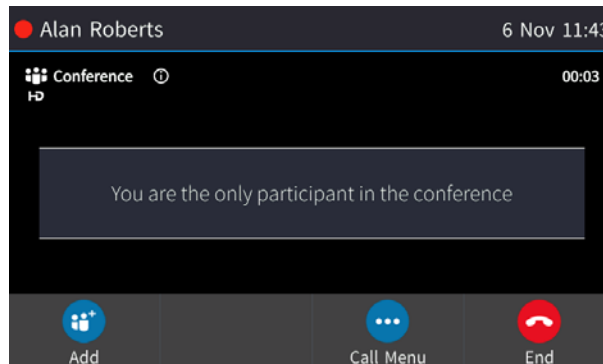 Alan Roberts 6 Nov 11:43
Conference 00:03
HD
You are the only participant in the conference
Add Call Menu End